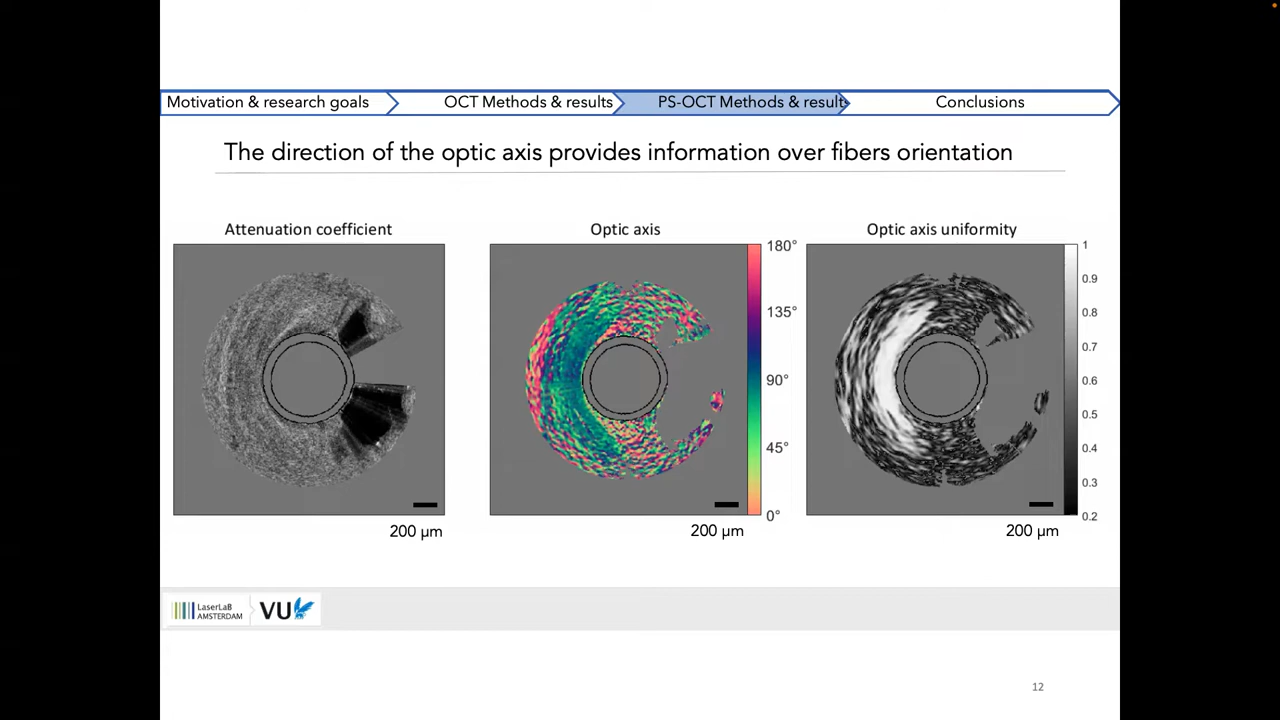 Motivation & research goals
OCT Methods & results
PS-OCT Methods & results
Conclusions
The direction of the optic axis provides information over fibers orientation
Attenuation coefficient
Optic axis
Optic axis uniformity
180°
135°
90°
45°
0°
1
0.9
0.8
0.7
0.6
0.5
0.4
0.3
0.2
200 µm
200 µm
200 µm
LaserLaB
AMSTERDAM
VU
12